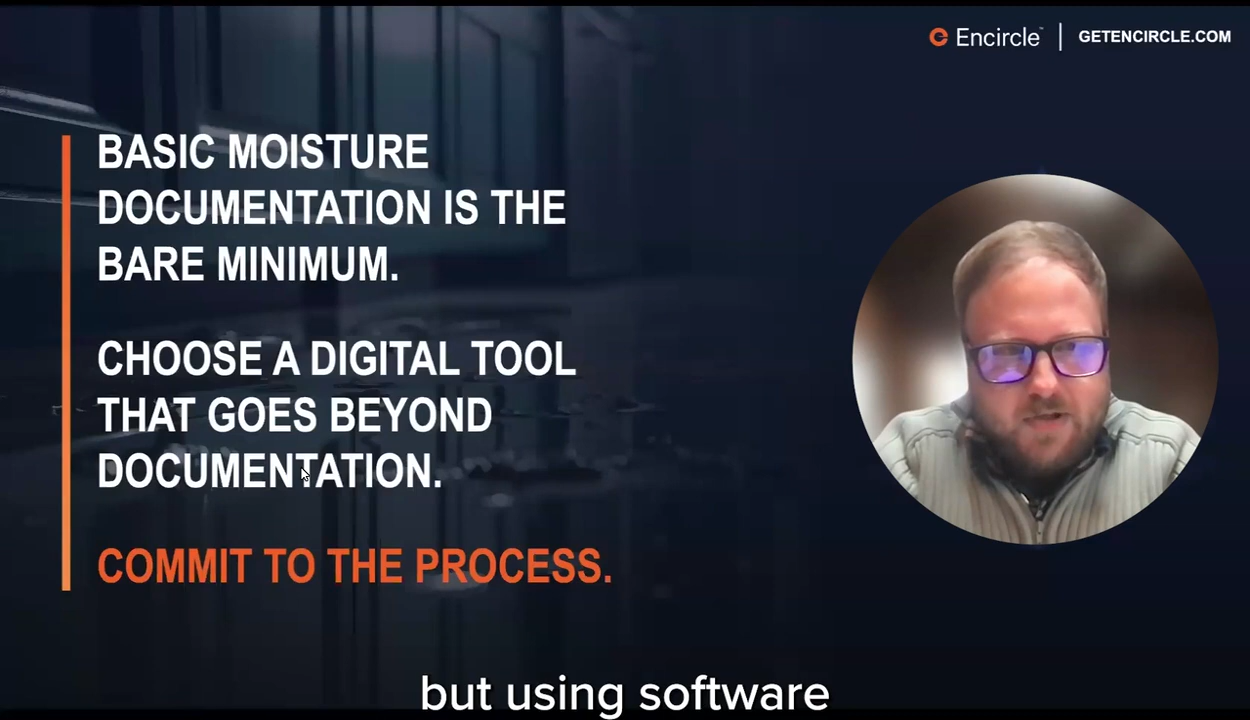 Encircle™ | GETENCIRCLE.COM
BASIC MOISTURE
DOCUMENTATION IS THE
BARE MINIMUM.
CHOOSE A DIGITAL TOOL
THAT GOES BEYOND
DOCUMENTATION.
COMMIT TO THE PROCESS.
but using software